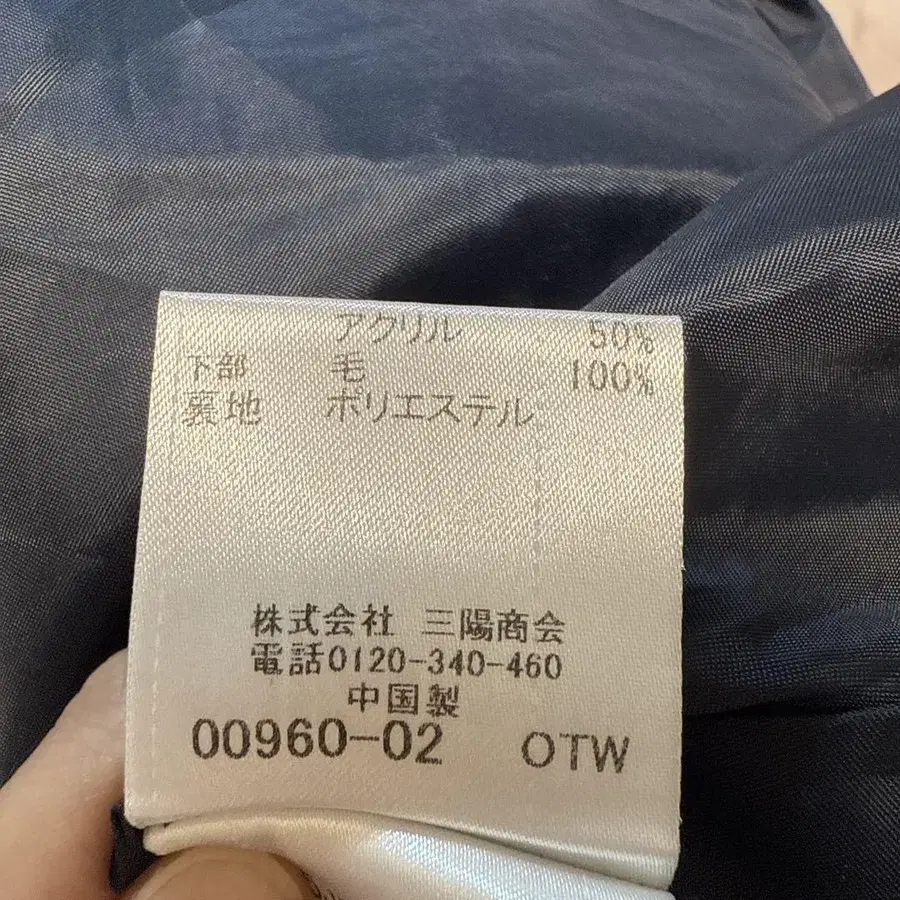 アクリル 50%
下部 毛 100%
裏地 ポリエステル
株式会社 三陽商会
電話0120-340-460
中国製
00960-02 OTW